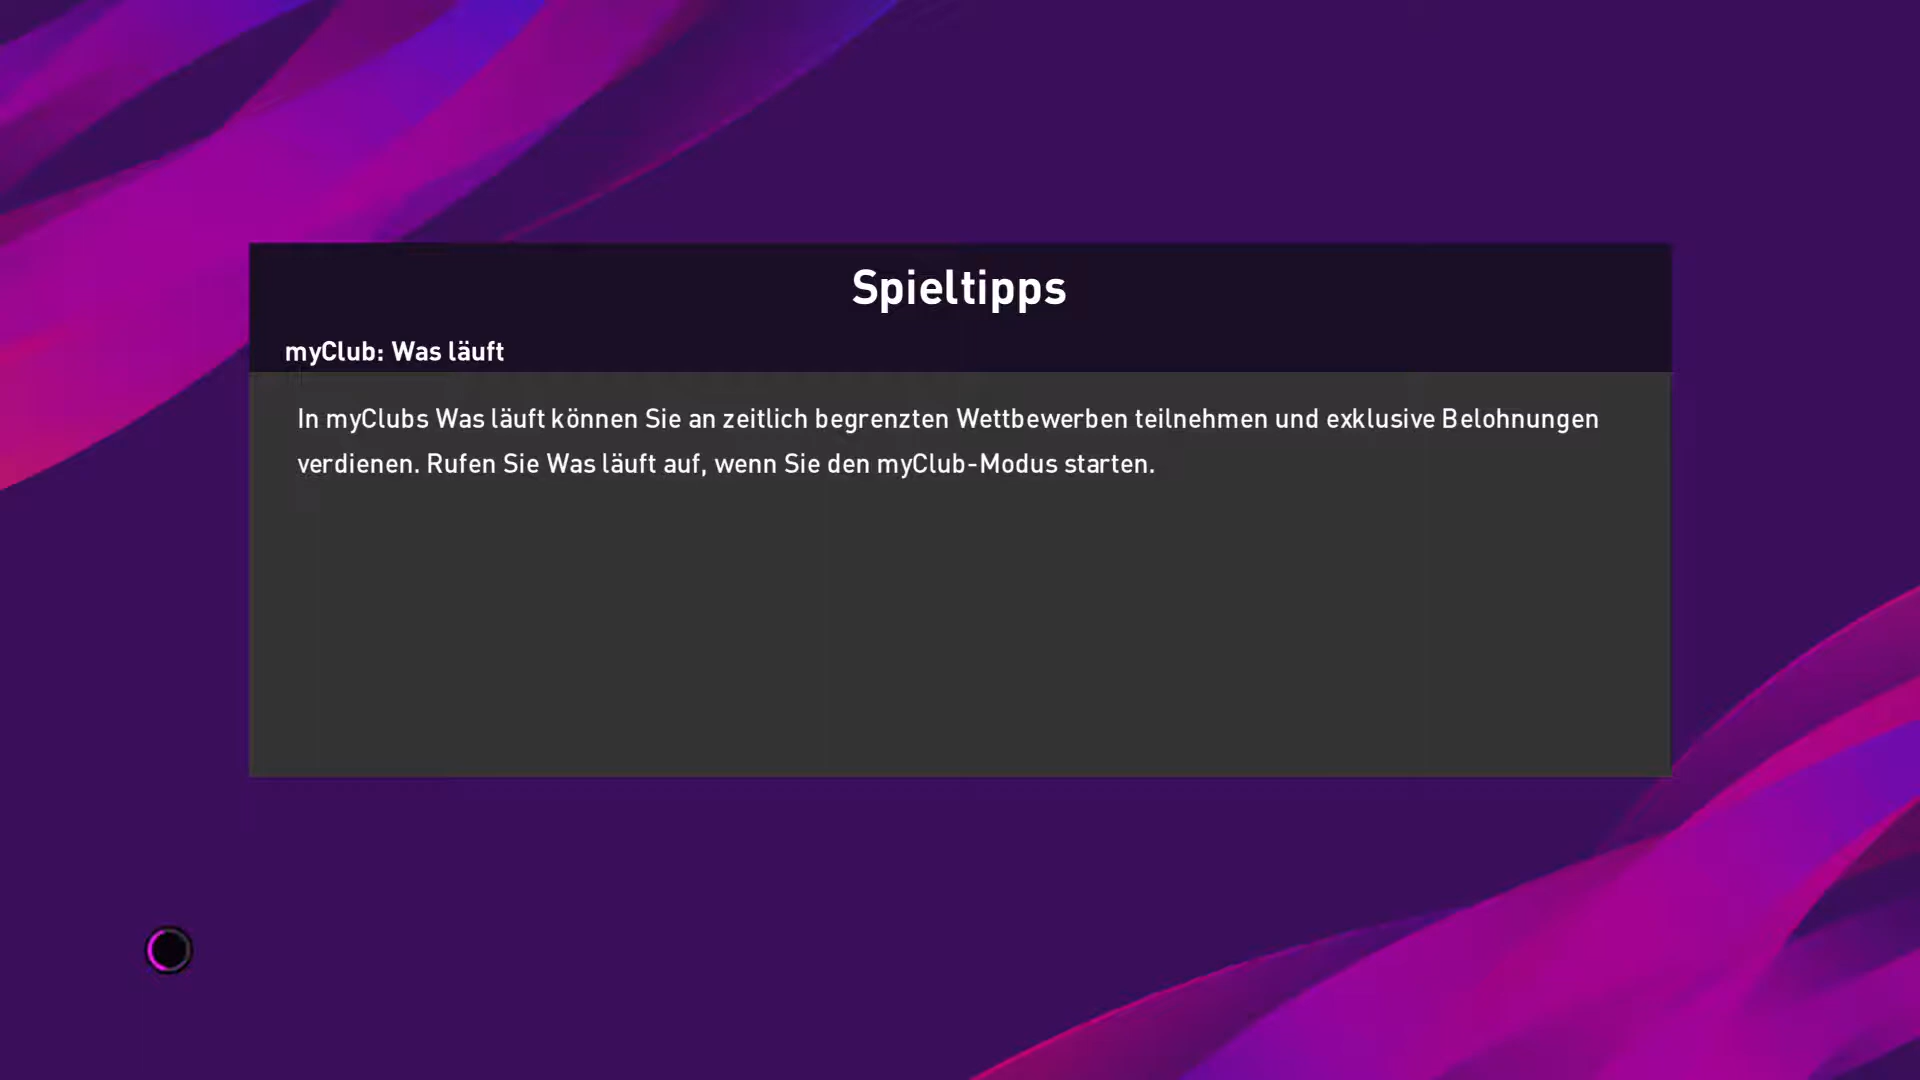 Spieltipps
myClub: Was läuft
In myClubs Was läuft können Sie an zeitlich begrenzten Wettbewerben teilnehmen und exklusive Belohnungen
verdienen. Rufen Sie Was läuft auf, wenn Sie den myClub-Modus starten.